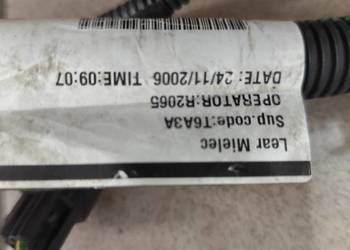 Lear Mielec
Sup.code:T6A3A
OPERATOR:R2065
DATE: 24/11/2006 TIME:09:07